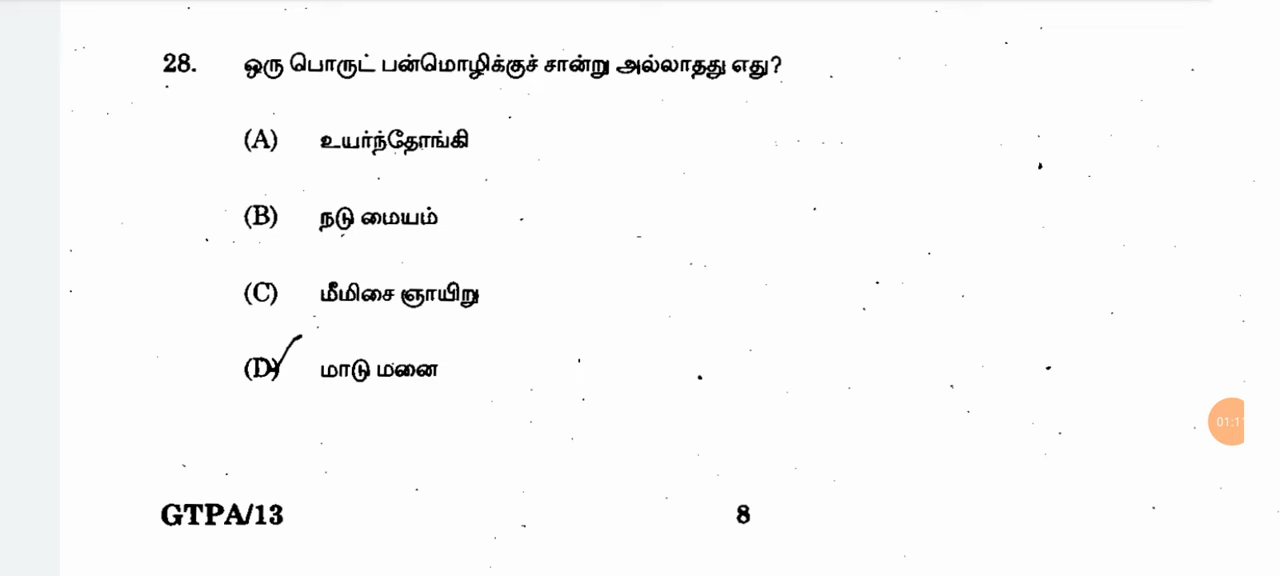 28. ஒரு பொருட் பன்மொழிக்குச் சான்று அல்லாதது எது?
(A) உயர்ந்தோங்கி
(B) நடு மையம்
(C) மீமிசை ஞாயிறு
(D) மாடு மனை
GTPA/13 8